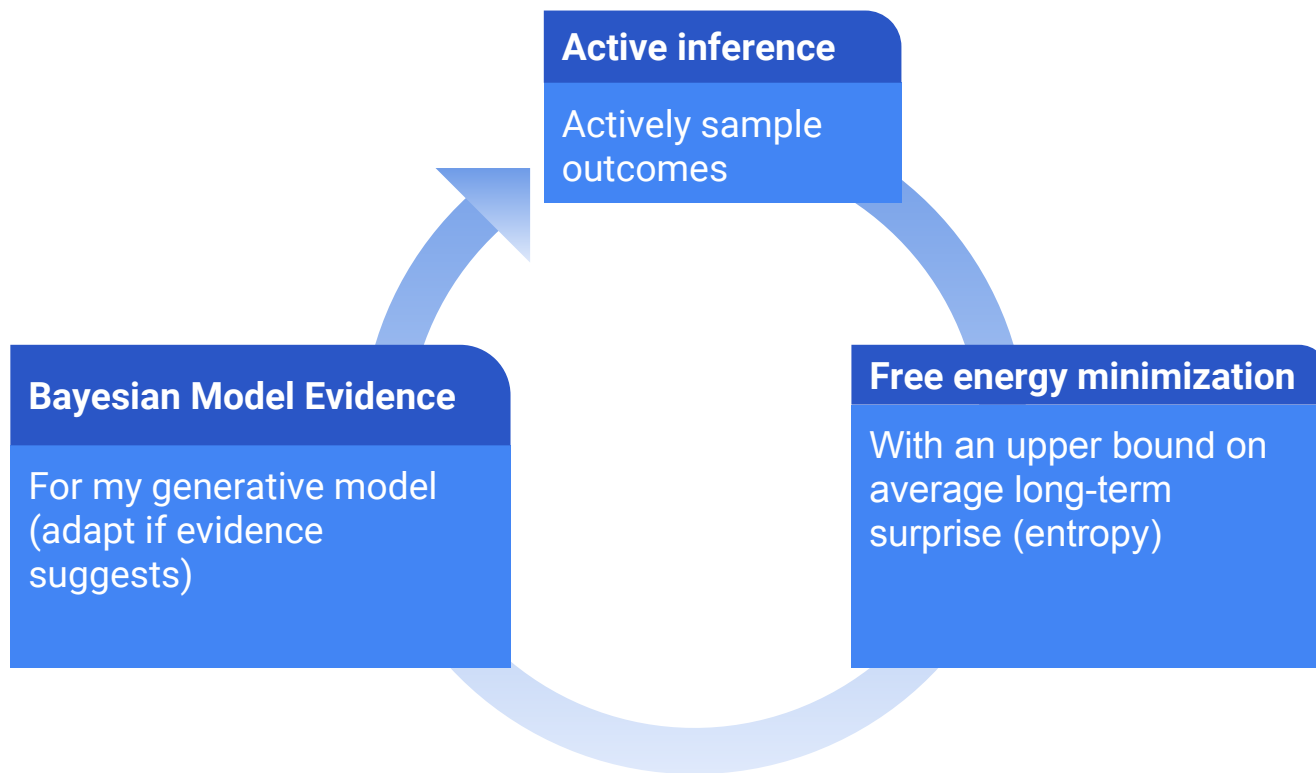 Active inference
Actively sample
outcomes
Bayesian Model Evidence
For my generative model
(adapt if evidence
suggests)
Free energy minimization
With an upper bound on
average long-term
surprise (entropy)